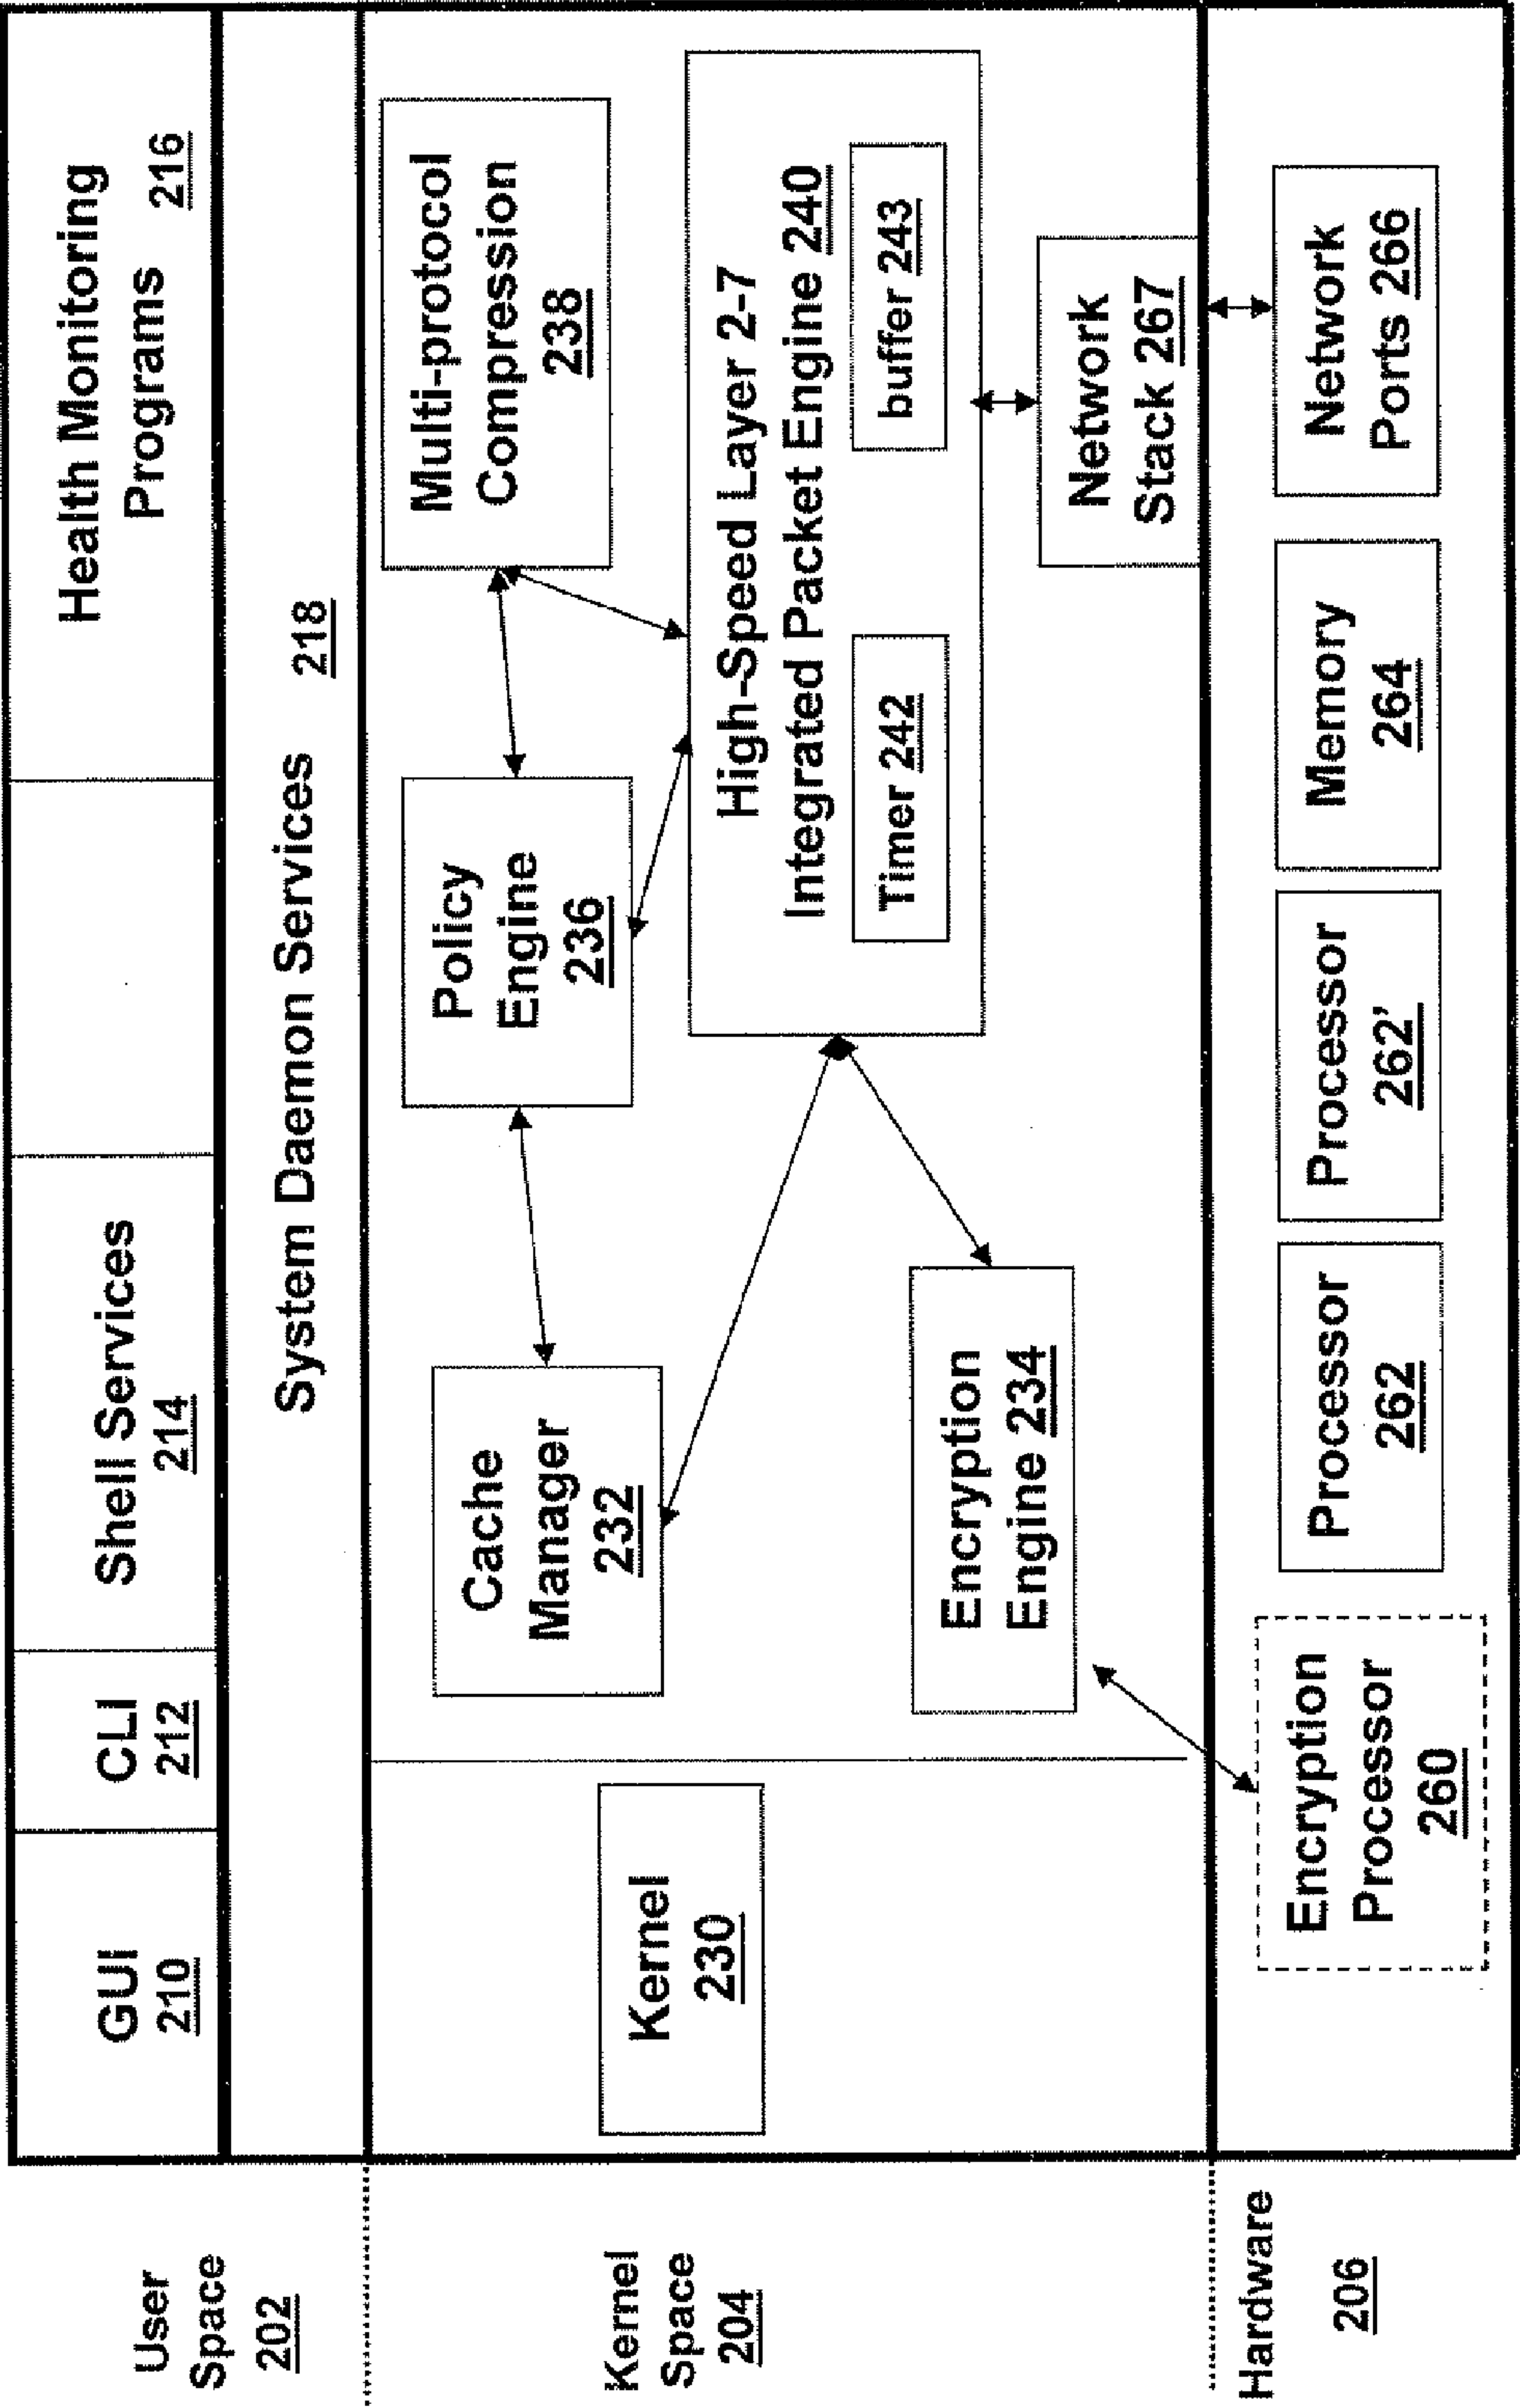 User
Space
202
GUI
210
CLI
212
Shell Services
214
Health Monitoring
Programs 216
System Daemon Services 218
Kernel
Space
204
Kernel
230
Cache
Manager
232
Policy
Engine
236
Multi-protocol
Compression
238
High-Speed Layer 2-7
Integrated Packet Engine 240
Timer 242
buffer 243
Encryption
Engine 234
Network
Stack 267
Hardware
206
Encryption
Processor
260
Processor
262
Processor
262'
Memory
264
Network
Ports 266